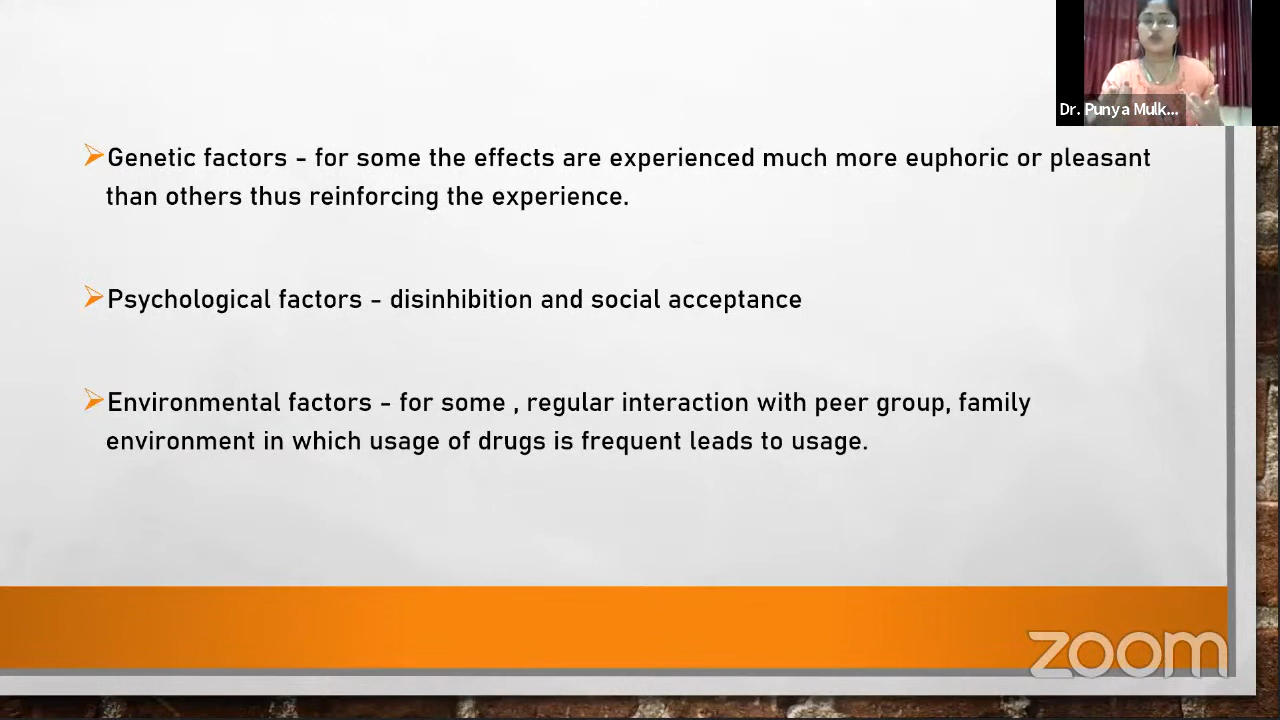 Dr. Punya Mulk...
Genetic factors - for some the effects are experienced much more euphoric or pleasant
than others thus reinforcing the experience.
Psychological factors - disinhibition and social acceptance
Environmental factors - for some , regular interaction with peer group, family
environment in which usage of drugs is frequent leads to usage.
zoom